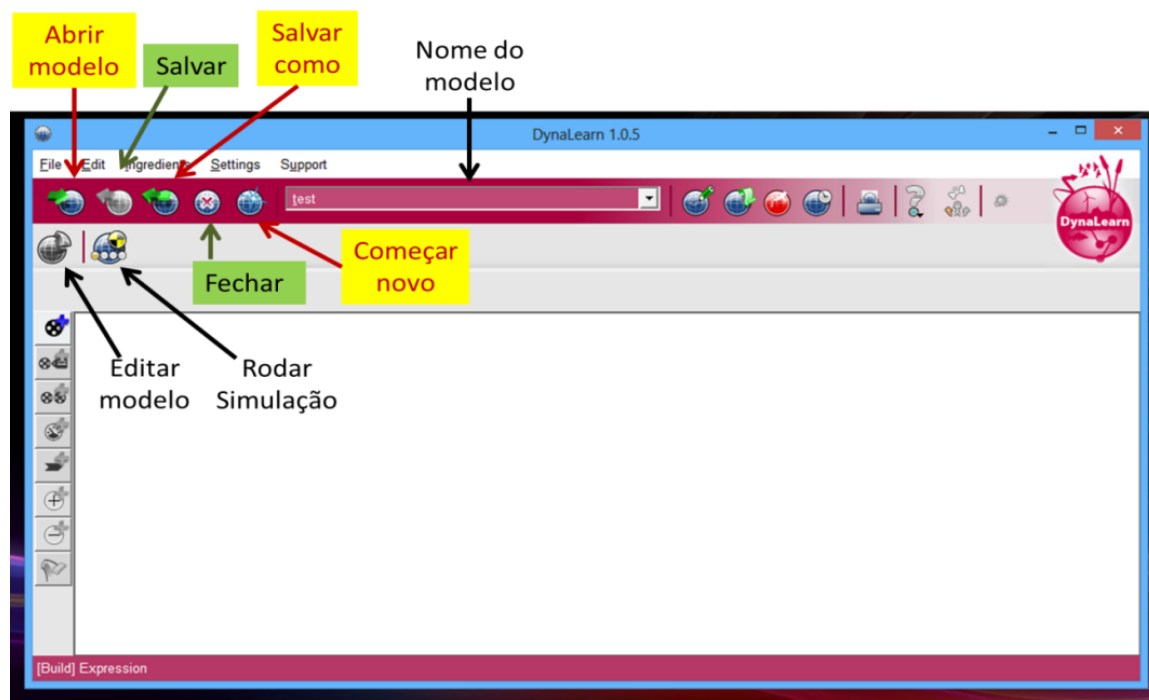 Abrir
modelo
Salvar
Salvar
como
Nome do
modelo
DynaLearn 1.0.5
File Edit Ingredients Settings Support
test
DynaLearn
Começar
novo
Fechar
Editar
modelo
Rodar
Simulação
[Build] Expression